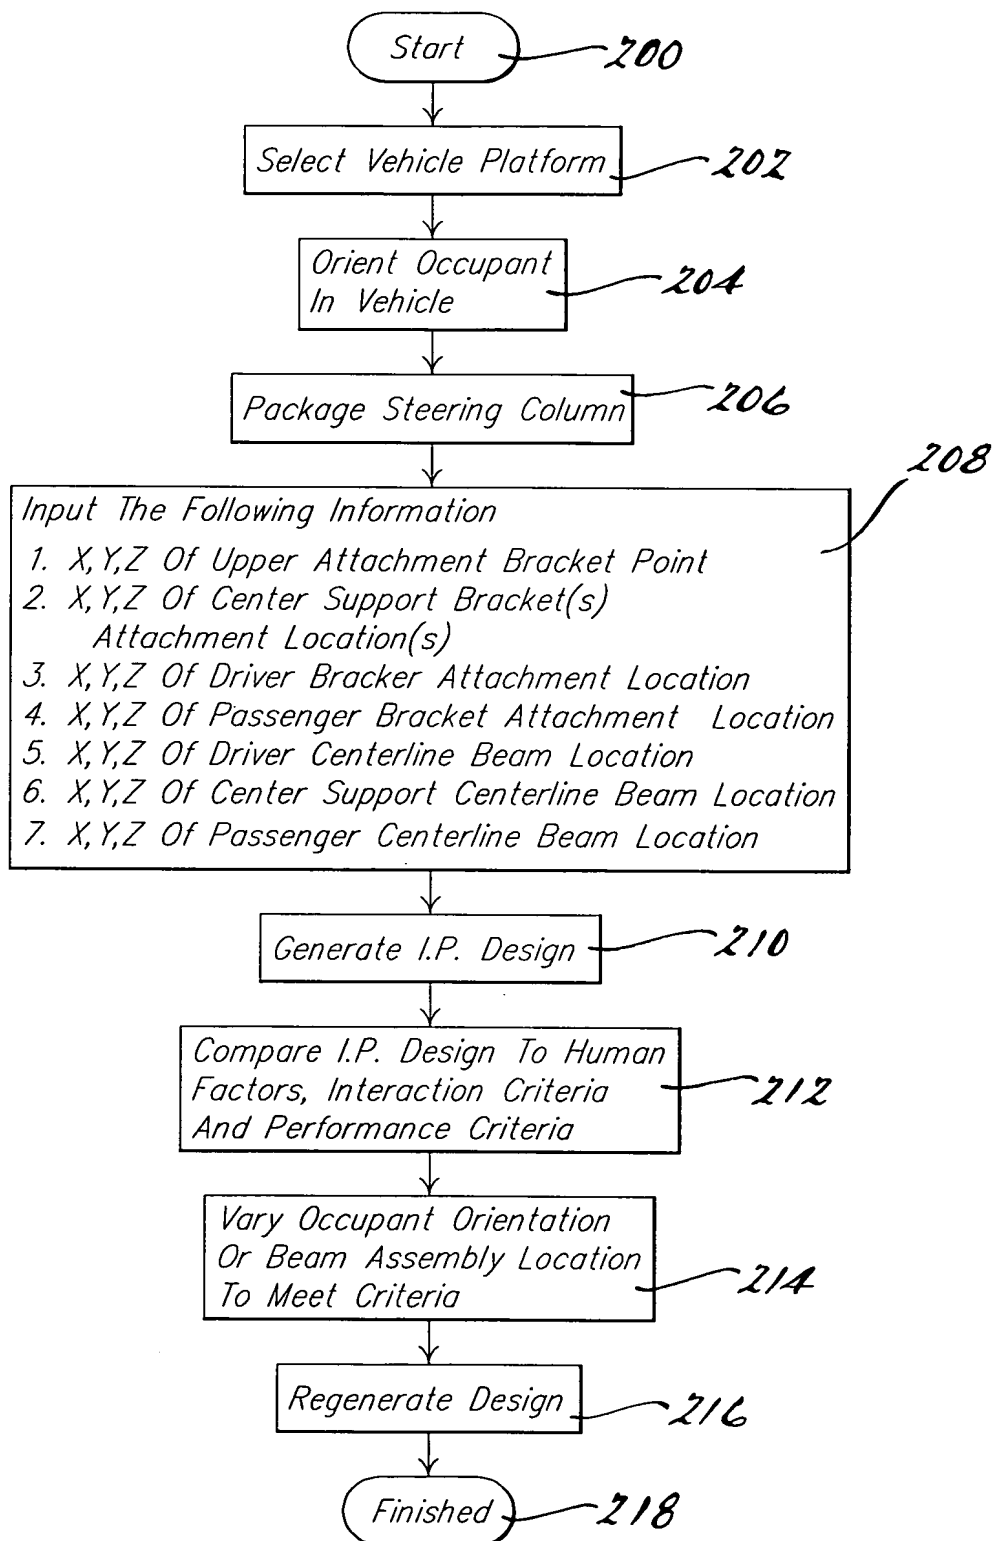 Start
200
Select Vehicle Platform
202
Orient Occupant
In Vehicle
204
Package Steering Column
206
208
Input The Following Information
1. X,Y,Z Of Upper Attachment Bracket Point
2. X,Y,Z Of Center Support Bracket(s)
Attachment Location(s)
3. X,Y,Z Of Driver Bracker Attachment Location
4. X,Y,Z Of Passenger Bracket Attachment Location
5. X,Y,Z Of Driver Centerline Beam Location
6. X,Y,Z Of Center Support Centerline Beam Location
7. X,Y,Z Of Passenger Centerline Beam Location
Generate I.P. Design
210
Compare I.P. Design To Human
Factors, Interaction Criteria
And Performance Criteria
212
Vary Occupant Orientation
Or Beam Assembly Location
To Meet Criteria
214
Regenerate Design
216
Finished
218